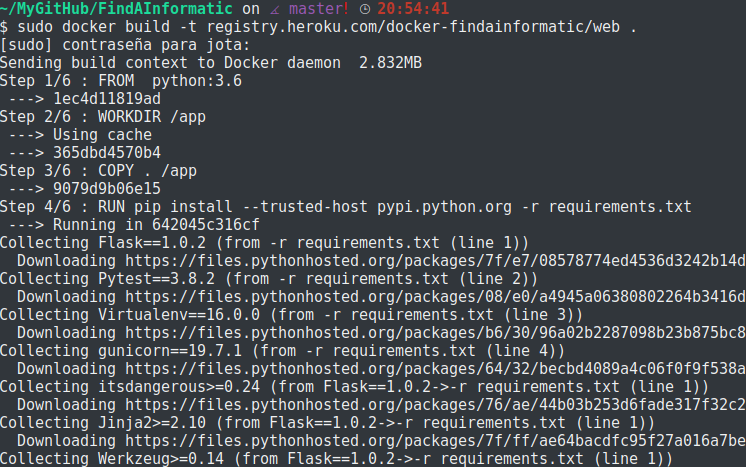 ~/MyGitHub/FindAInformatic on master! 20:54:41
$ sudo docker build -t registry.heroku.com/docker-findainformatic/web .
[sudo] contraseña para jota:
Sending build context to Docker daemon  2.832MB
Step 1/6 : FROM  python:3.6
 ---> 1ec4d11819ad
Step 2/6 : WORKDIR /app
 ---> Using cache
 ---> 365dbd4570b4
Step 3/6 : COPY . /app
 ---> 9079d9b06e15
Step 4/6 : RUN pip install --trusted-host pypi.python.org -r requirements.txt
 ---> Running in 642045c316cf
Collecting Flask==1.0.2 (from -r requirements.txt (line 1))
  Downloading https://files.pythonhosted.org/packages/7f/e7/08578774ed4536d3242b14d
Collecting Pytest==3.8.2 (from -r requirements.txt (line 2))
  Downloading https://files.pythonhosted.org/packages/08/e0/a4945a06380802264b3416d
Collecting Virtualenv==16.0.0 (from -r requirements.txt (line 3))
  Downloading https://files.pythonhosted.org/packages/b6/30/96a02b2287098b23b875bc8
Collecting gunicorn==19.7.1 (from -r requirements.txt (line 4))
  Downloading https://files.pythonhosted.org/packages/64/32/becbd4089a4c06f0f9f538a
Collecting itsdangerous>=0.24 (from Flask==1.0.2->-r requirements.txt (line 1))
  Downloading https://files.pythonhosted.org/packages/76/ae/44b03b253d6fade317f32c2
Collecting Jinja2>=2.10 (from Flask==1.0.2->-r requirements.txt (line 1))
  Downloading https://files.pythonhosted.org/packages/7f/ff/ae64bacdfc95f27a016a7be
Collecting Werkzeug>=0.14 (from Flask==1.0.2->-r requirements.txt (line 1))